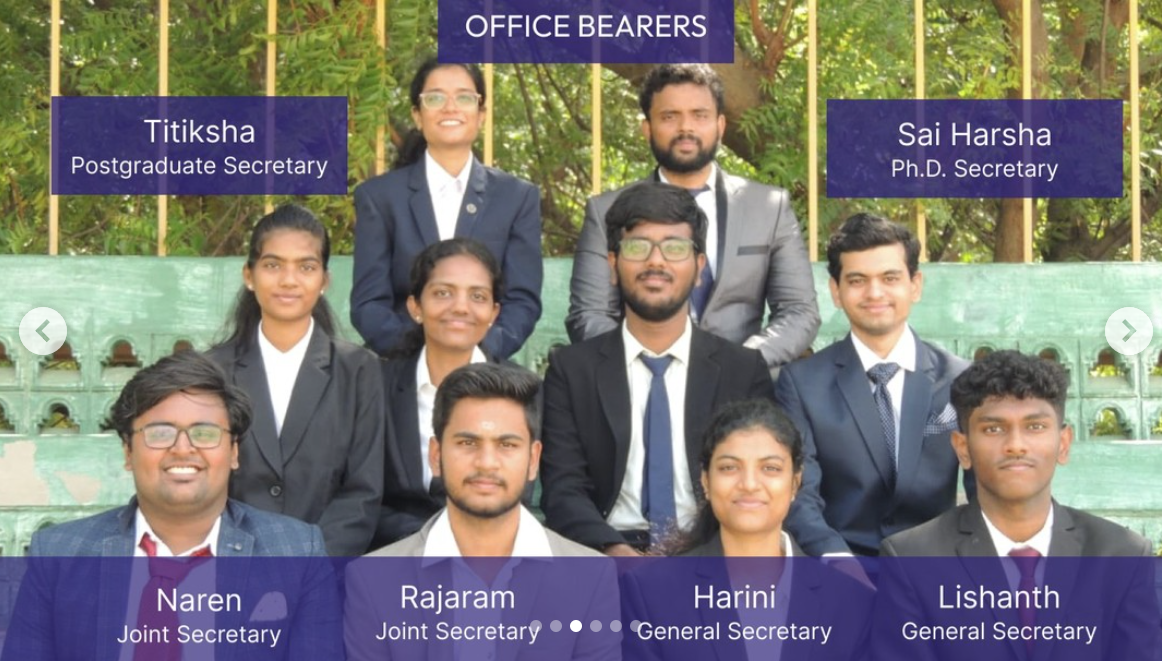 OFFICE BEARERS
Titiksha
Postgraduate Secretary
Sai Harsha
Ph.D. Secretary
Naren
Joint Secretary
Rajaram
Joint Secretary
Harini
General Secretary
Lishanth
General Secretary